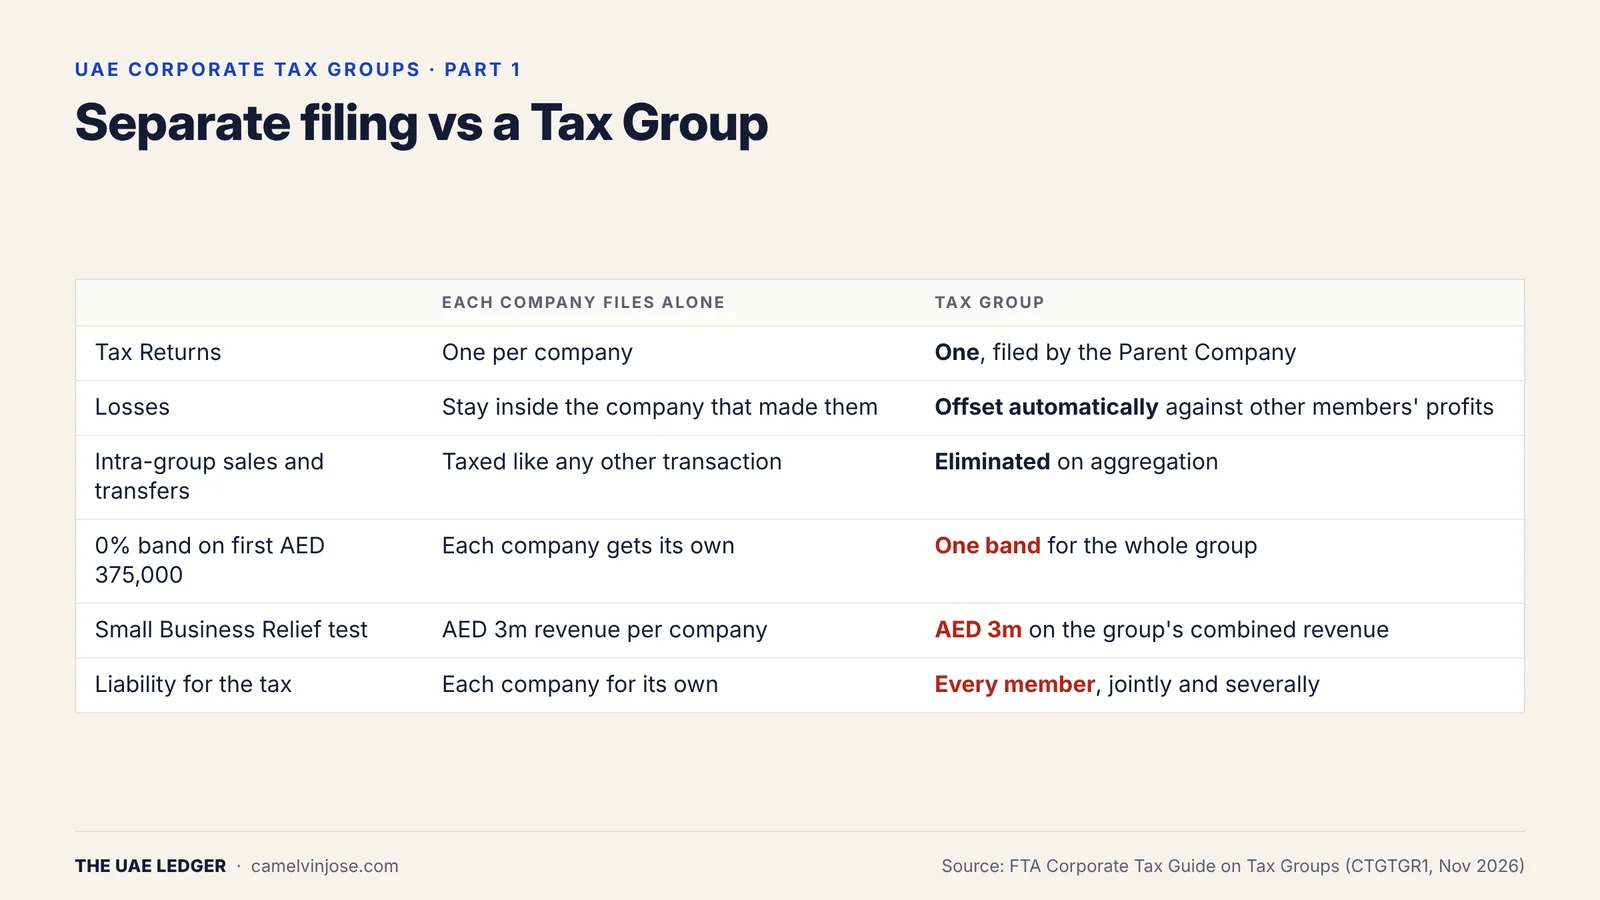 UAE CORPORATE TAX GROUPS · PART 1
Separate filing vs a Tax Group
EACH COMPANY FILES ALONE TAX GROUP
Tax Returns One per company One, filed by the Parent Company
Losses Stay inside the company that made them Offset automatically against other members' profits
Intra-group sales and Taxed like any other transaction Eliminated on aggregation
transfers
0% band on first AED Each company gets its own One band for the whole group
375,000
Small Business Relief test AED 3m revenue per company AED 3m on the group's combined revenue
Liability for the tax Each company for its own Every member, jointly and severally
THE UAE LEDGER · camelvinjose.com Source: FTA Corporate Tax Guide on Tax Groups (CTGTGR1, Nov 2026)